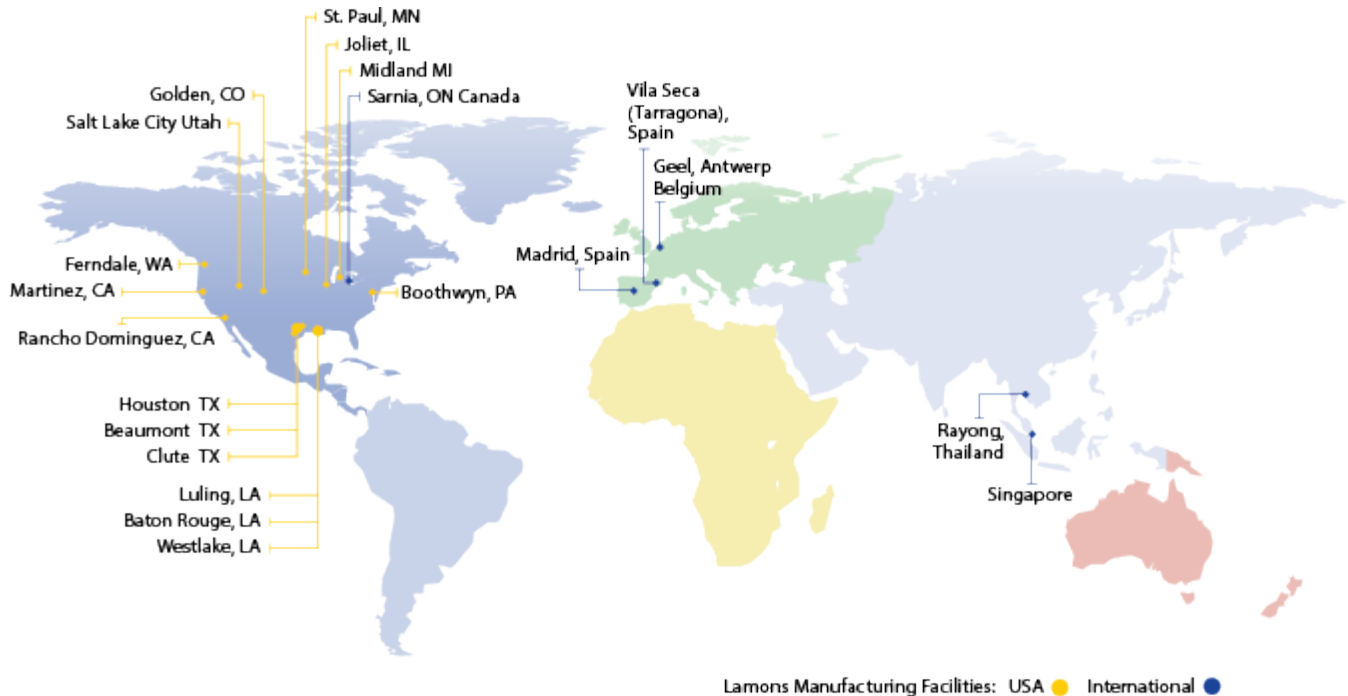 St. Paul, MN
Joliet, IL
Midland MI
Sarnia, ON Canada
Golden, CO
Salt Lake City Utah
Ferndale, WA
Martinez, CA
Rancho Dominguez, CA
Boothwyn, PA
Houston TX
Beaumont TX
Clute TX
Luling, LA
Baton Rouge, LA
Westlake, LA
Vila Seca
(Tarragona),
Spain
Geel, Antwerp
Belgium
Madrid, Spain
Rayong,
Thailand
Singapore
Lamons Manufacturing Facilities: USA International